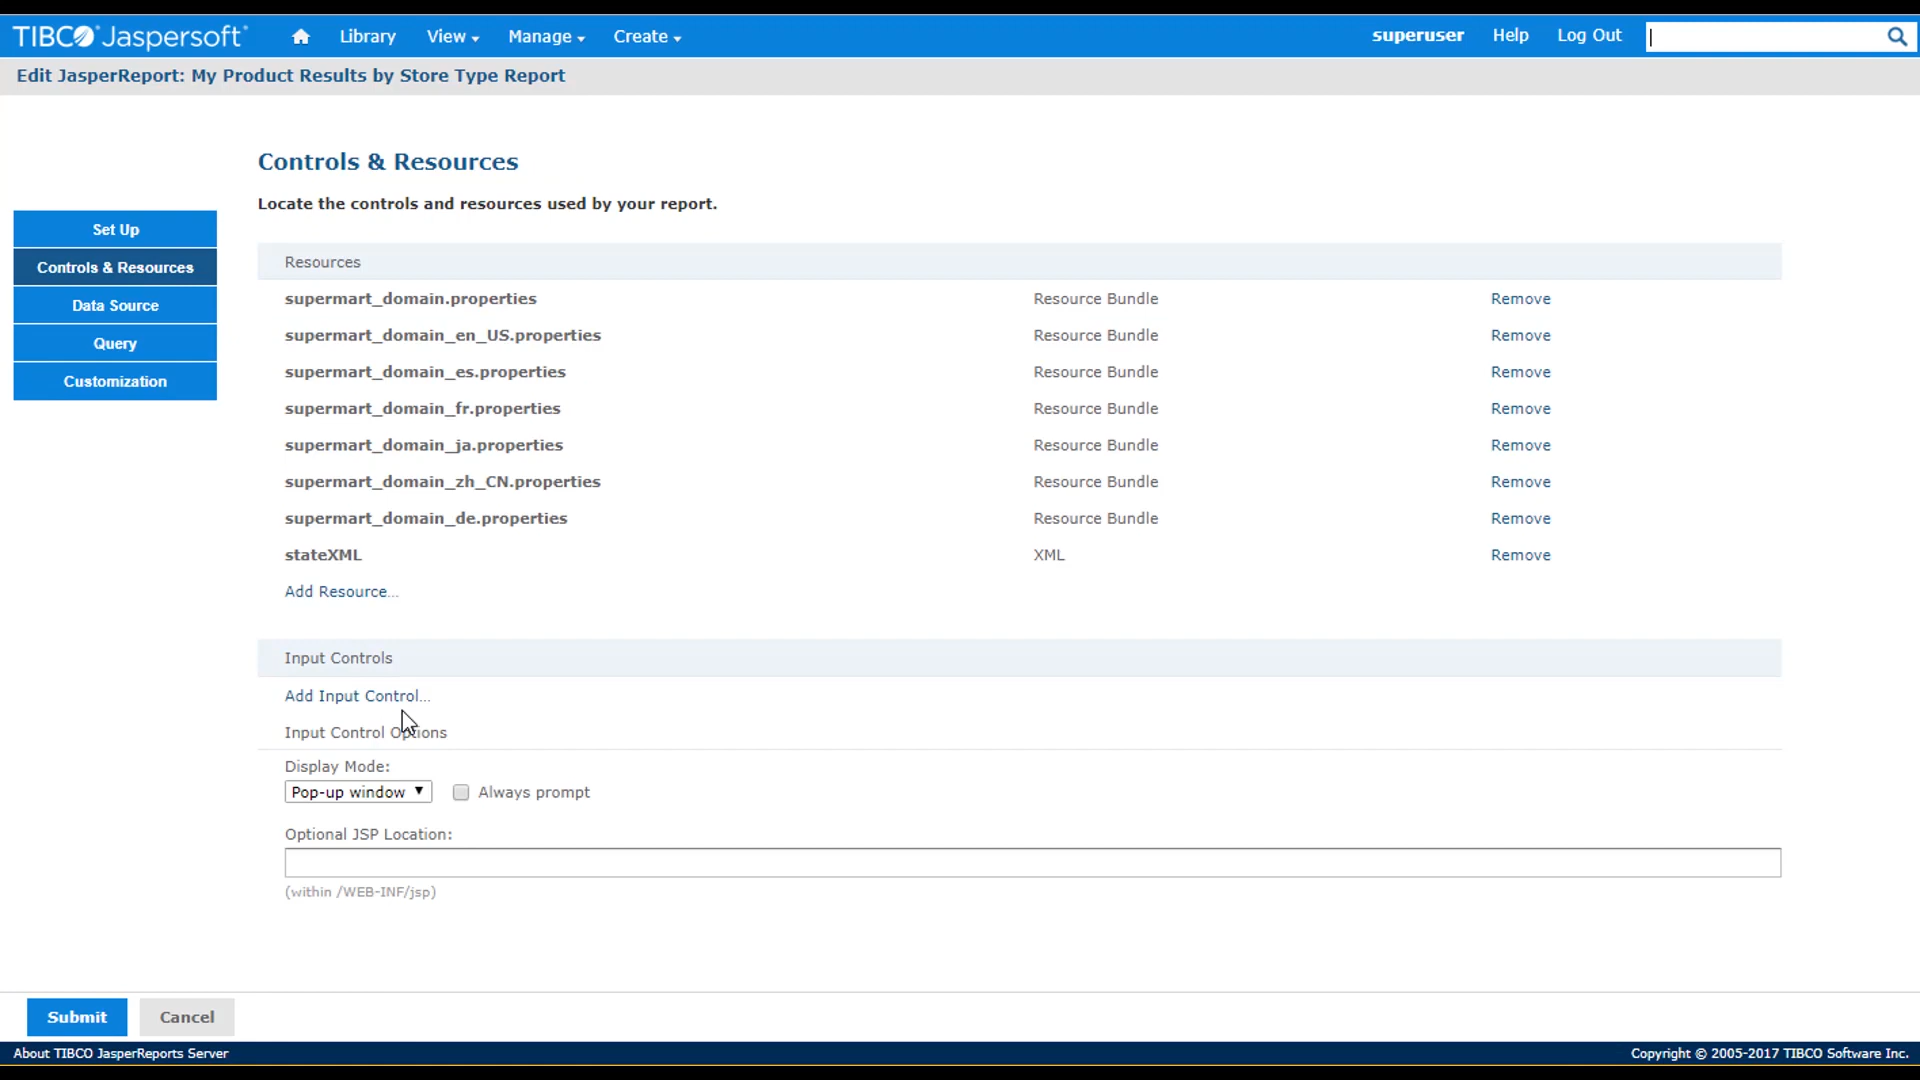 TIBCO Jaspersoft® Library View Manage Create superuser Help Log Out
Edit JasperReport: My Product Results by Store Type Report
Controls & Resources
Locate the controls and resources used by your report.
Set Up
Controls & Resources
Data Source
Query
Customization
Resources
supermart_domain.properties Resource Bundle Remove
supermart_domain_en_US.properties Resource Bundle Remove
supermart_domain_es.properties Resource Bundle Remove
supermart_domain_fr.properties Resource Bundle Remove
supermart_domain_ja.properties Resource Bundle Remove
supermart_domain_zh_CN.properties Resource Bundle Remove
supermart_domain_de.properties Resource Bundle Remove
stateXML XML Remove
Add Resource...
Input Controls
Add Input Control...
Input Control Options
Display Mode:
Pop-up window Always prompt
Optional JSP Location:
(within /WEB-INF/jsp)
Submit Cancel
About TIBCO JasperReports Server Copyright © 2005-2017 TIBCO Software Inc.